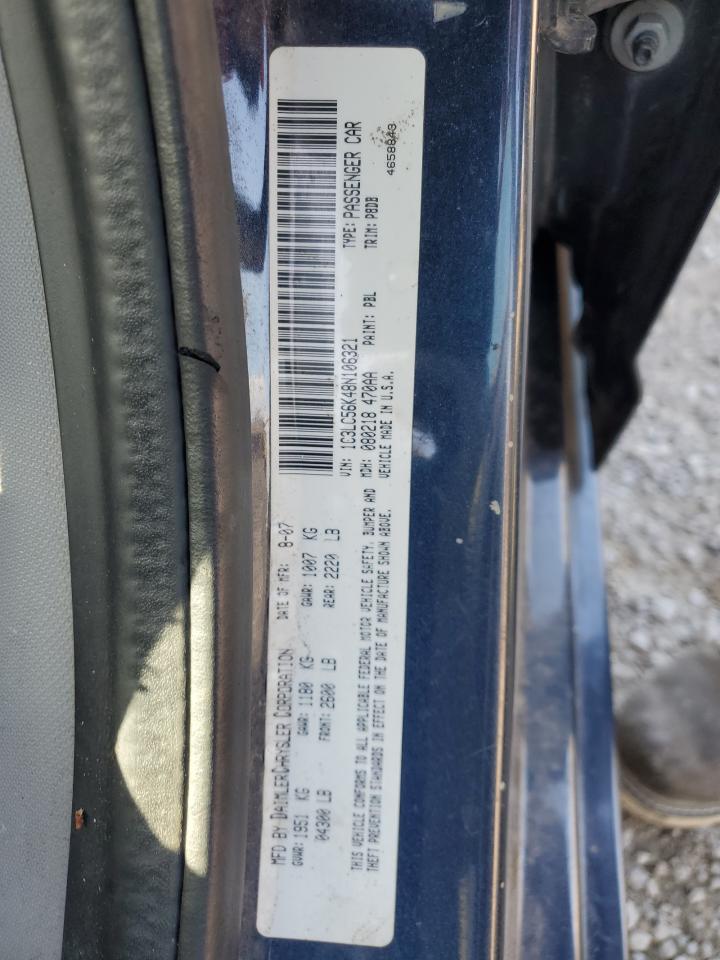 MFD BY DAIMLERCHRYSLER CORPORATION DATE OF MFR: 8-07
GVWR: 1951 KG GAWR: 1180 KG GAWR: 1007 KG
04300 LB FRONT: 2600 LB REAR: 2220 LB
THIS VEHICLE CONFORMS TO ALL APPLICABLE FEDERAL MOTOR VEHICLE SAFETY, BUMPER AND
THEFT PREVENTION STANDARDS IN EFFECT ON THE DATE OF MANUFACTURE SHOWN ABOVE.
VIN: 1C3LC56K48N106321 TYPE: PASSENGER CAR
MDH: 080218 470AA PAINT: PBL TRIM: P8DB
VEHICLE MADE IN U.S.A. 4658843